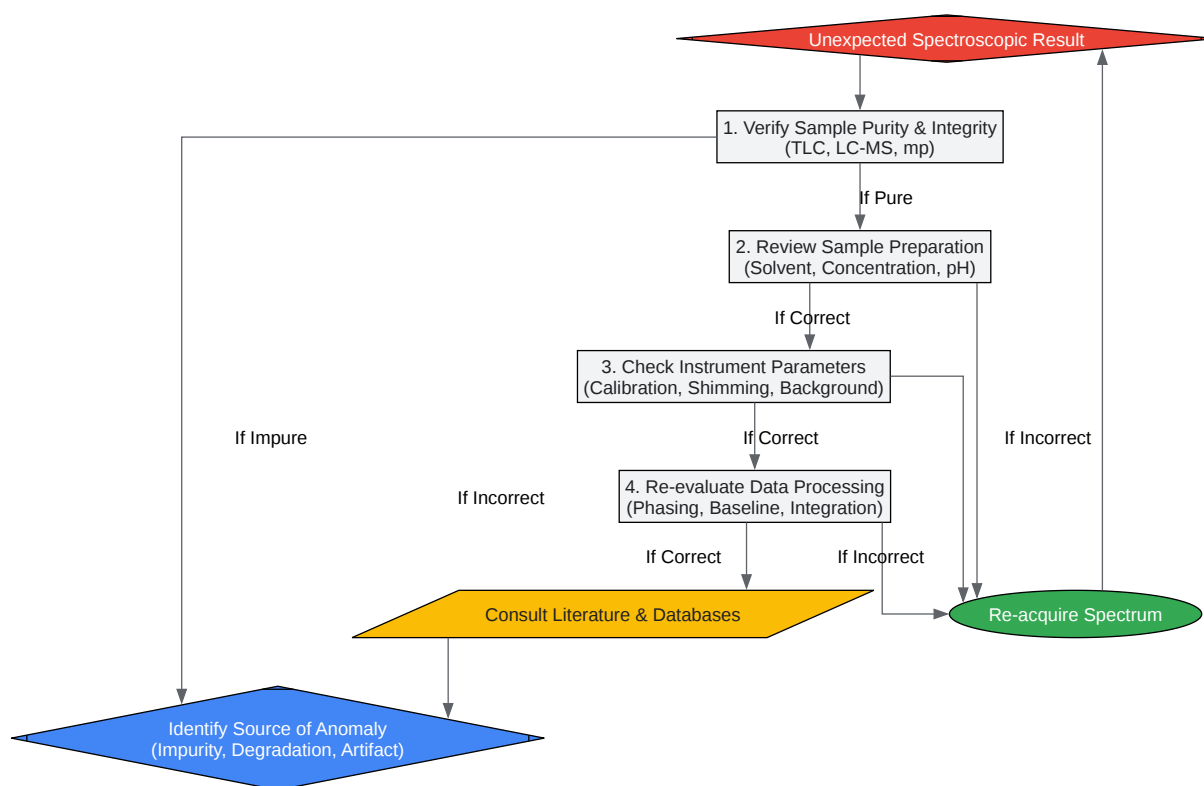 Unexpected Spectroscopic Result
1. Verify Sample Purity & Integrity
(TLC, LC-MS, mp)
If Pure
2. Review Sample Preparation
(Solvent, Concentration, pH)
If Correct
3. Check Instrument Parameters
(Calibration, Shimming, Background)
If Impure
If Correct
If Incorrect
4. Re-evaluate Data Processing
(Phasing, Baseline, Integration)
If Incorrect
If Correct
If Incorrect
Consult Literature & Databases
Re-acquire Spectrum
Identify Source of Anomaly
(Impurity, Degradation, Artifact)